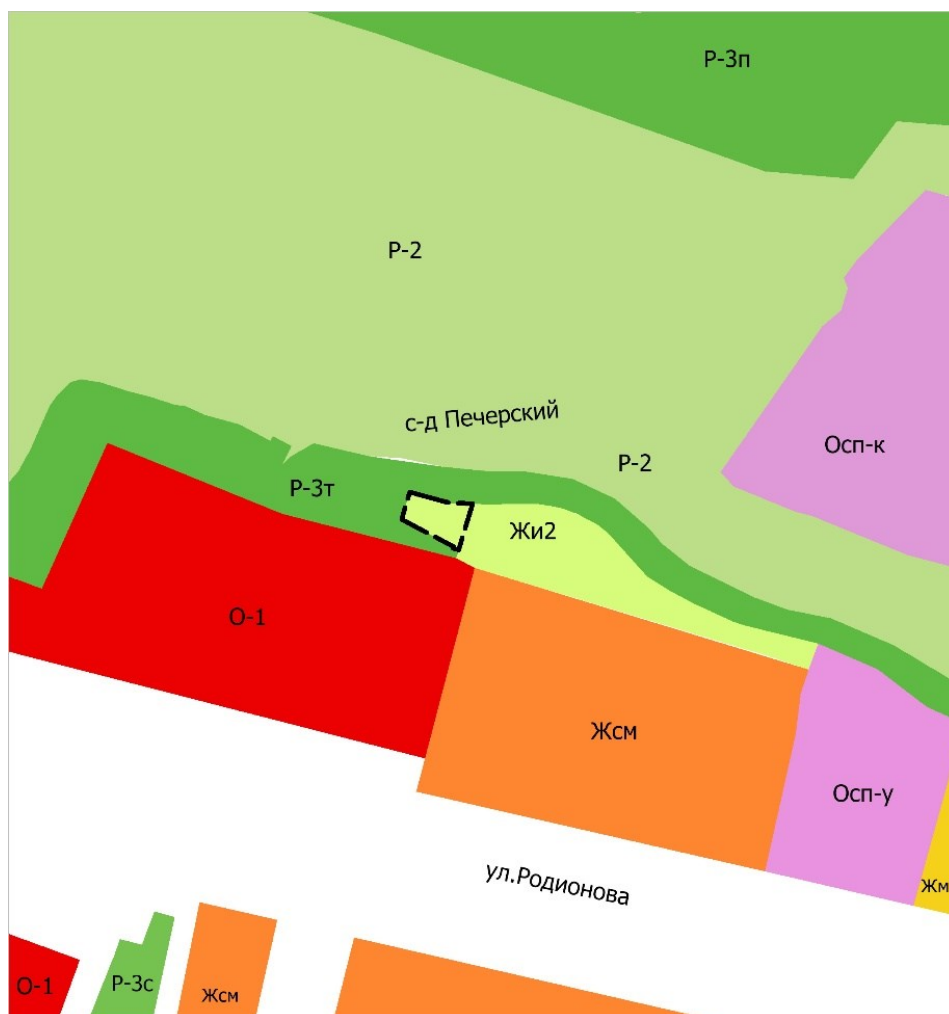 Р-3п
Р-2
с-д Печерский
Осп-к
Р-2
Р-3т
Жи2
О-1
Жсм
Осп-у
ул.Родионова
Жм
О-1
Р-3с
Жсм